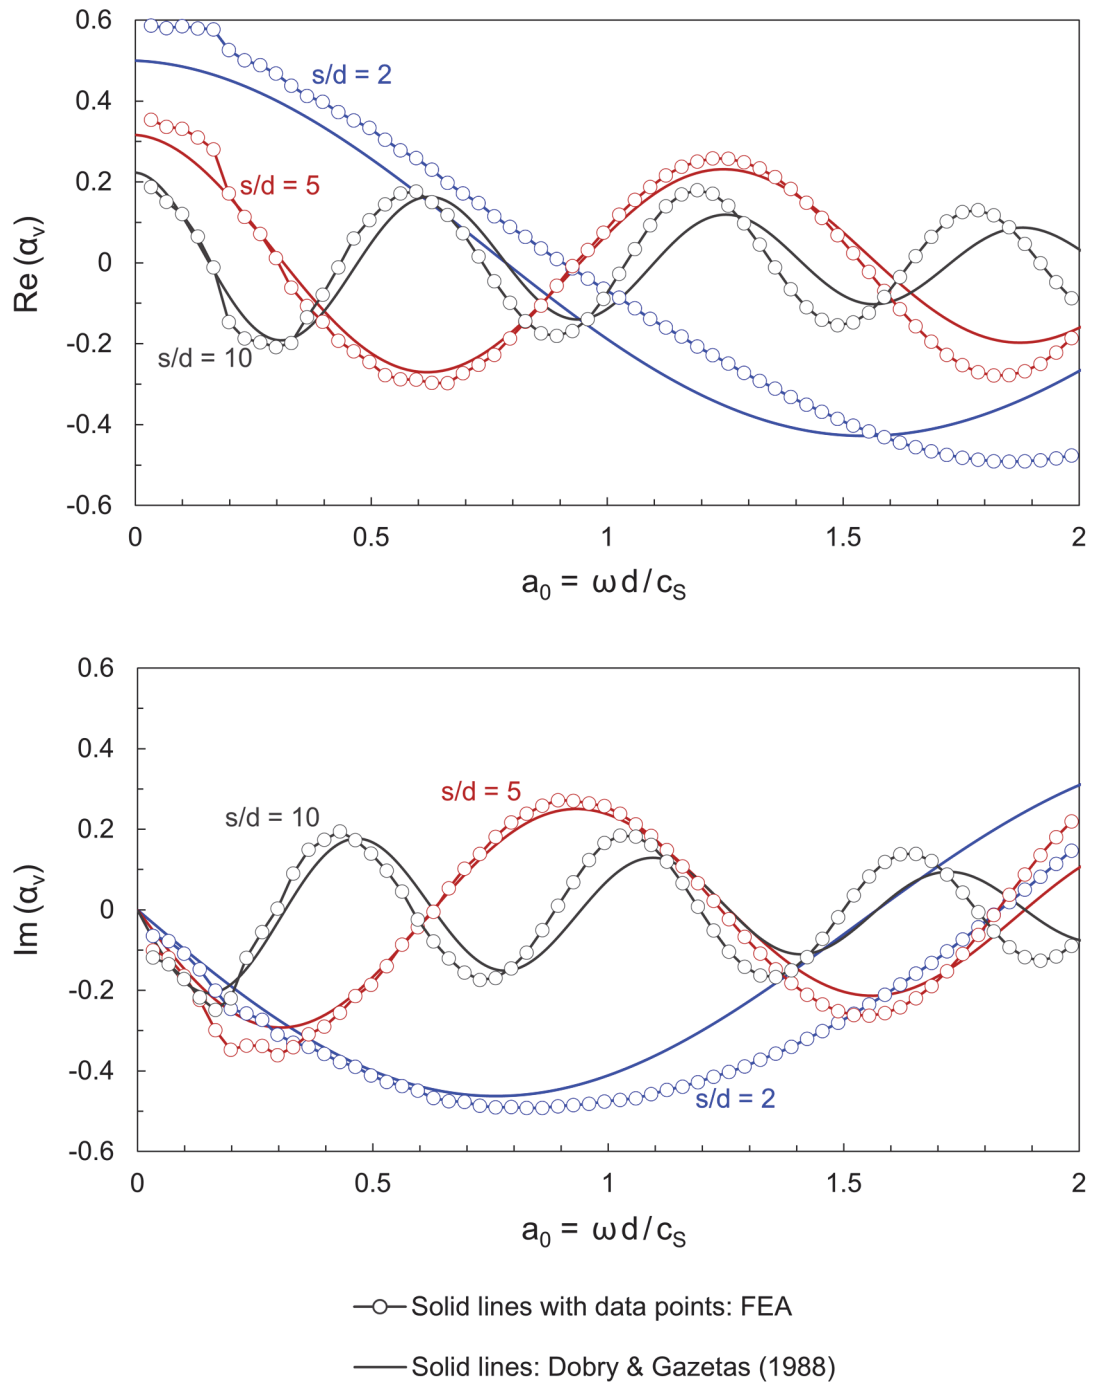 0.6
0.4
0.2
0
-0.2
-0.4
-0.6
Re (αᵥ)
s/d = 2
s/d = 5
s/d = 10
0 0.5 1 1.5 2
a₀ = ωd/c_S
0.6
0.4
0.2
0
-0.2
-0.4
-0.6
Im (αᵥ)
s/d = 5
s/d = 10
s/d = 2
0 0.5 1 1.5 2
a₀ = ωd/c_S
Solid lines with data points: FEA
Solid lines: Dobry & Gazetas (1988)